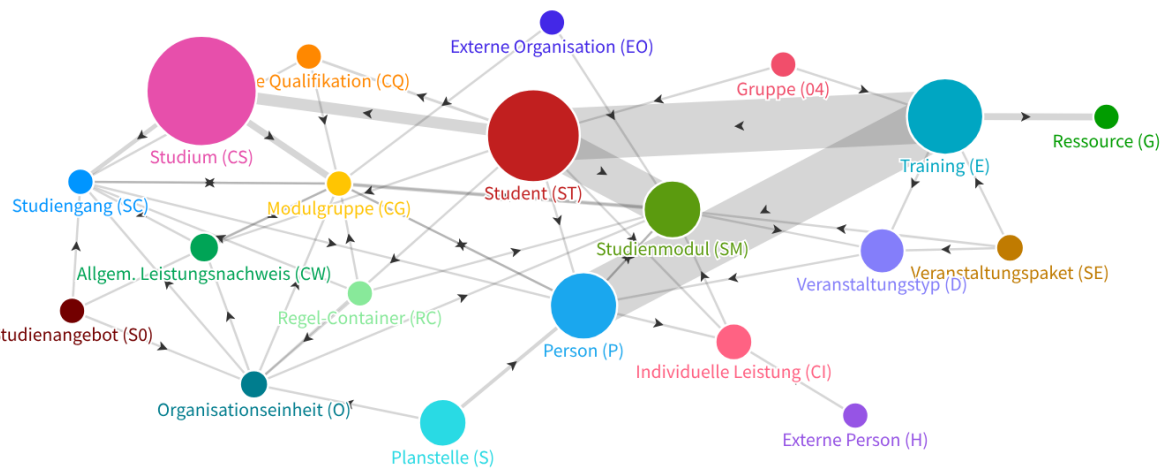 Externe Organisation (EO)
e Qualifikation (CQ)
Gruppe (04)
Ressource (G)
Studium (CS)
Training (E)
Student (ST)
Studiengang (SC)
Modulgruppe (CG)
Studienmodul (SM)
Allgem. Leistungsnachweis (CW)
Veranstaltungspaket (SE)
Veranstaltungstyp (D)
Regel-Container (RC)
tudienangebot (S0)
Person (P)
Individuelle Leistung (CI)
Organisationseinheit (O)
Externe Person (H)
Planstelle (S)